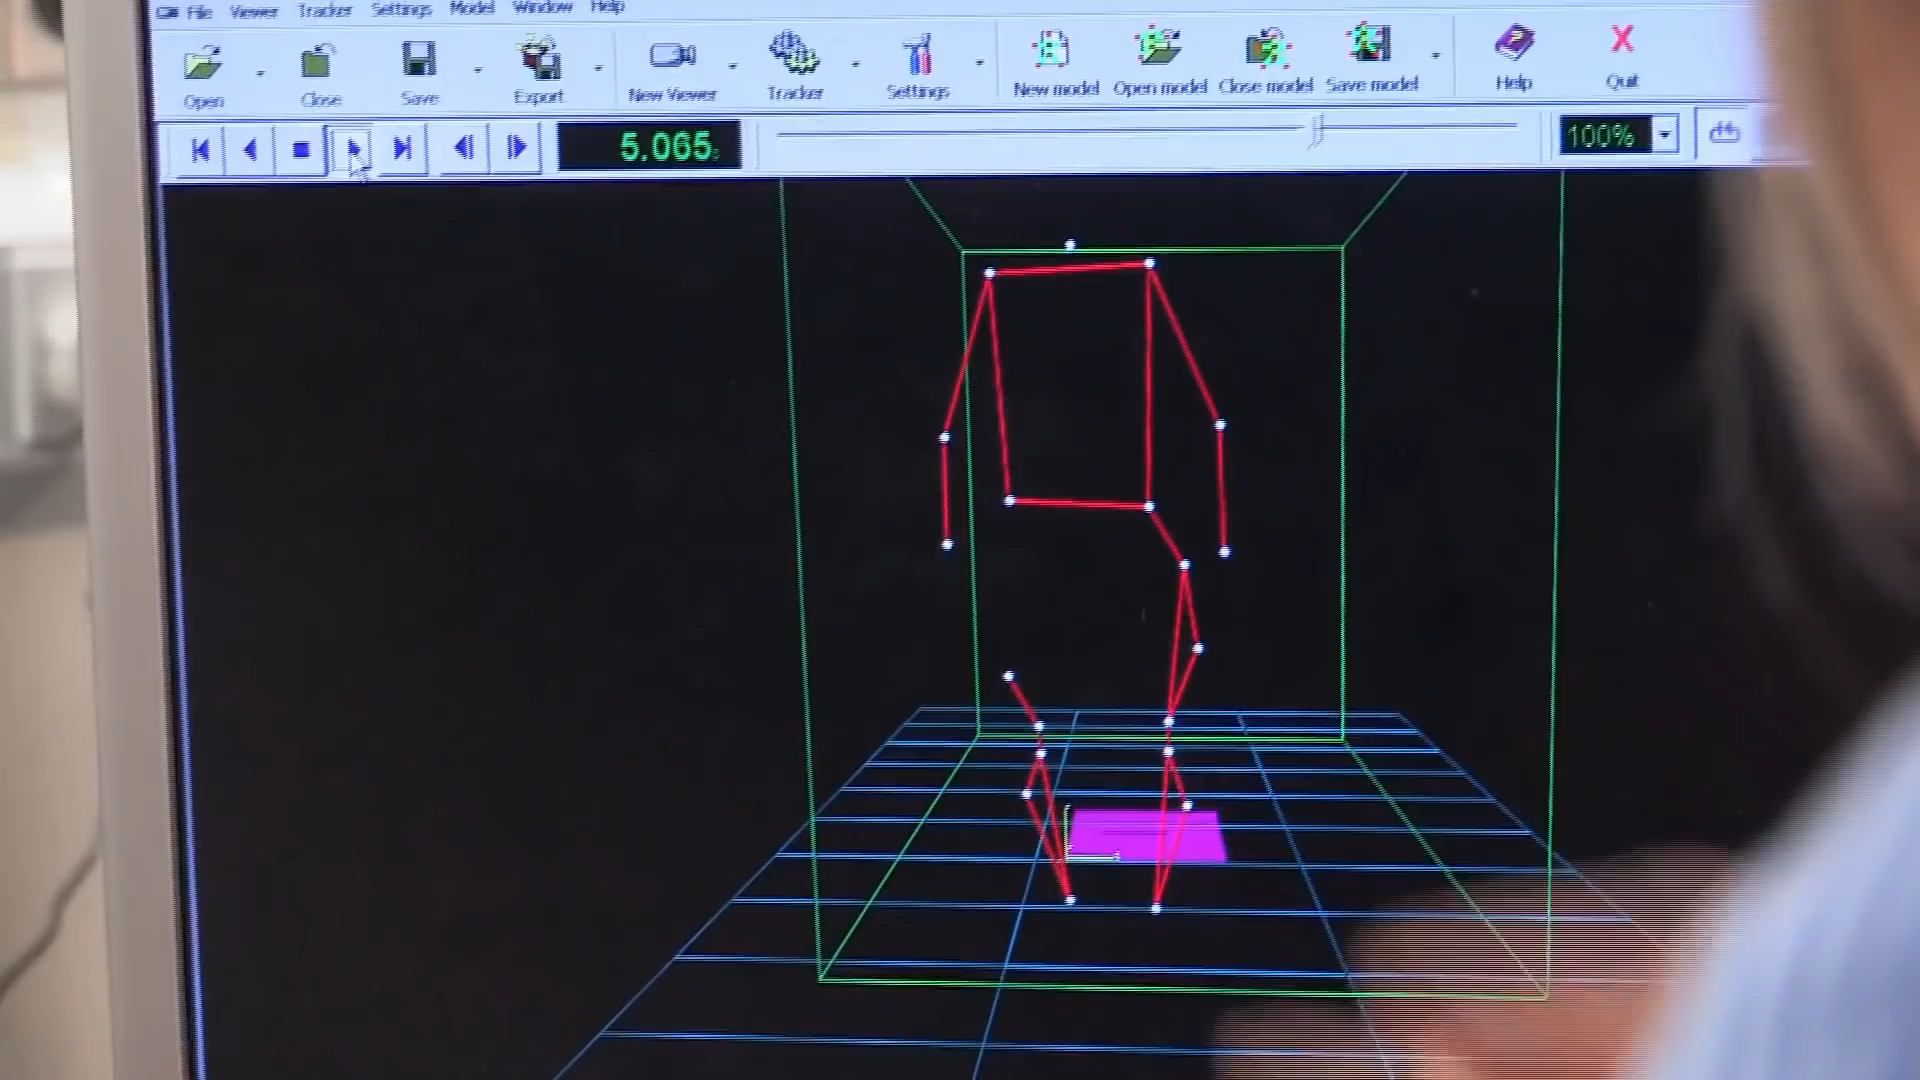 File Viewer Tracker Settings Model Window Help
Open Close Save Export New Viewer Tracker Settings New model Open model Close model Save model Help Quit
5.065s 100%